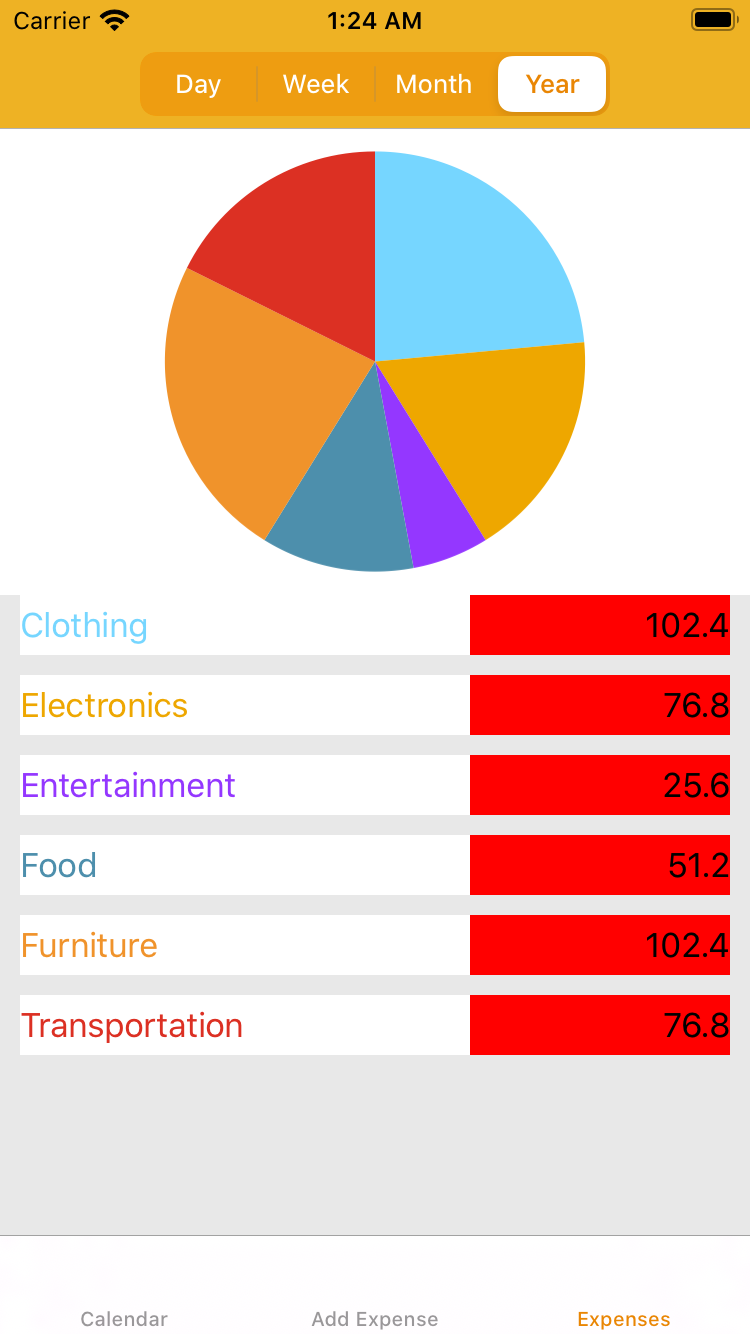 Carrier 1:24 AM
Day Week Month Year
Clothing 102.4
Electronics 76.8
Entertainment 25.6
Food 51.2
Furniture 102.4
Transportation 76.8
Calendar Add Expense Expenses